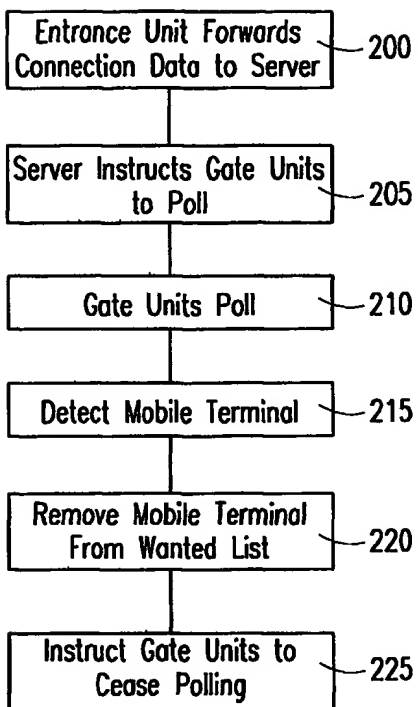 Entrance Unit Forwards
Connection Data to Server
200
Server Instructs Gate Units
to Poll
205
Gate Units Poll
210
Detect Mobile Terminal
215
Remove Mobile Terminal
From Wanted List
220
Instruct Gate Units to
Cease Polling
225